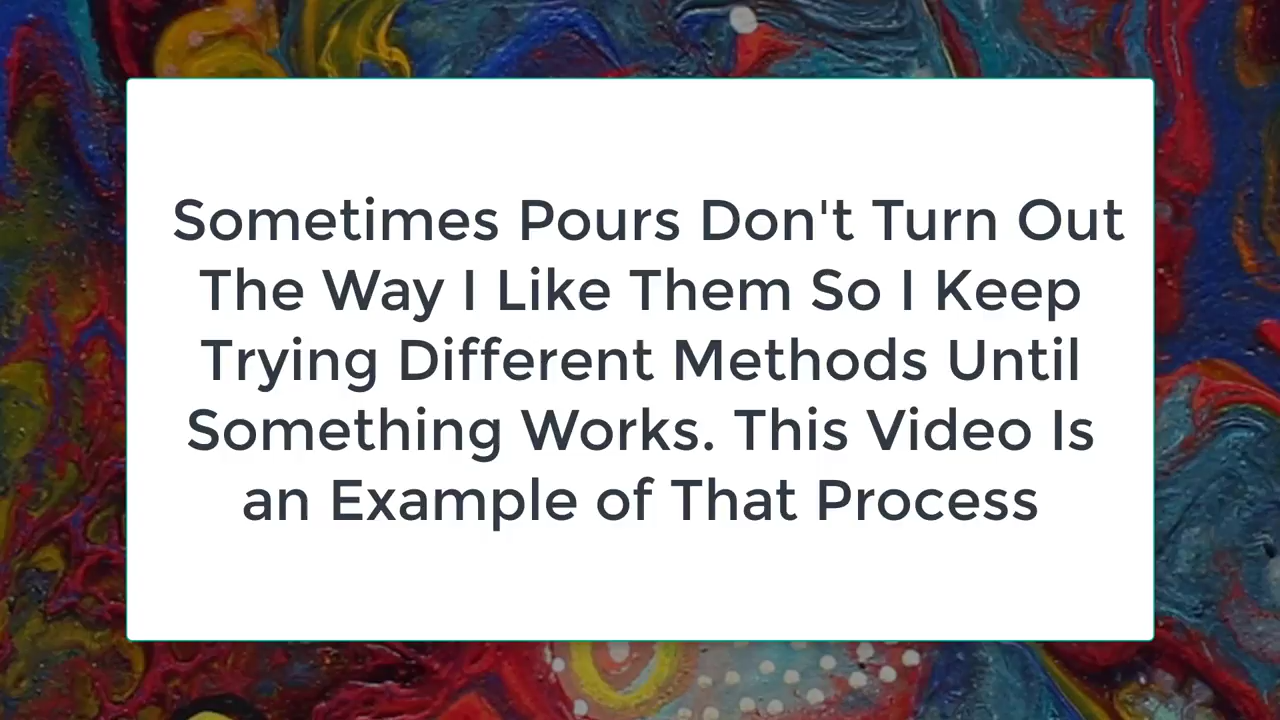 Sometimes Pours Don't Turn Out
The Way I Like Them So I Keep
Trying Different Methods Until
Something Works. This Video Is
an Example of That Process